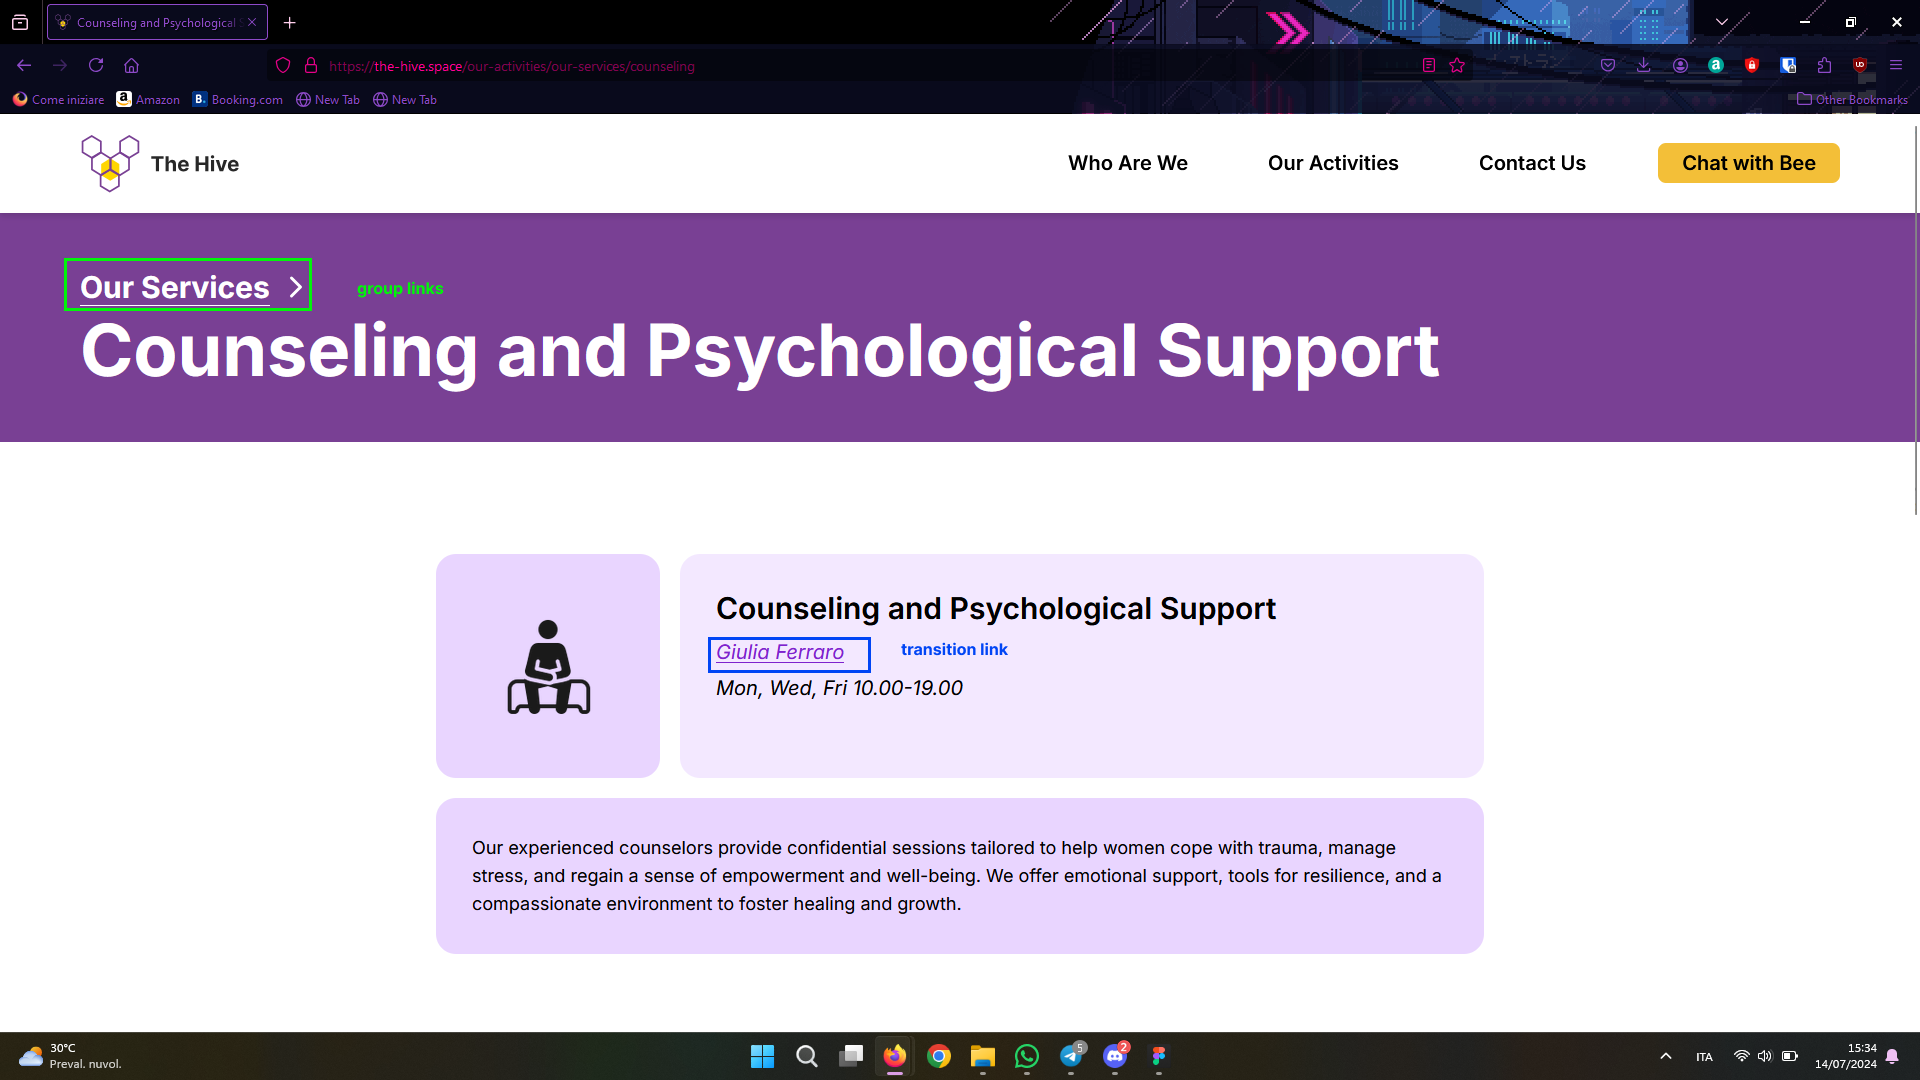 Counseling and Psychological
https://the-hive.space/our-activities/our-services/counseling
Come iniziare
a
Amazon
B.
Booking.com
New Tab
New Tab
Other Bookmarks
The Hive
Who Are We
Our Activities
Contact Us
Chat with Bee
Our Services
group links
Counseling and Psychological Support
Counseling and Psychological Support
Giulia Ferraro
transition link
Mon, Wed, Fri 10.00-19.00
Our experienced counselors provide confidential sessions tailored to help women cope with trauma, manage
stress, and regain a sense of empowerment and well-being. We offer emotional support, tools for resilience, and a
compassionate environment to foster healing and growth.
30°C
Preval. nuvol.
5
2
ITA
15:34
14/07/2024